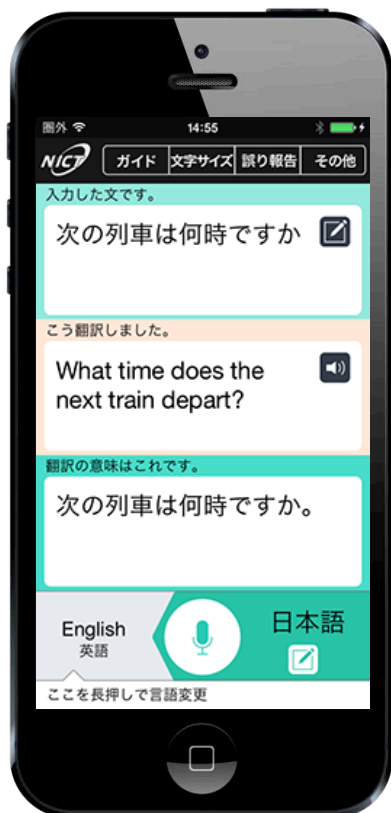 圏外 14:55
NICT ガイド 文字サイズ 誤り報告 その他
入力した文です。
次の列車は何時ですか
こう翻訳しました。
What time does the
next train depart?
翻訳の意味はこれです。
次の列車は何時ですか。
English 日本語
英語
ここを長押しで言語変更